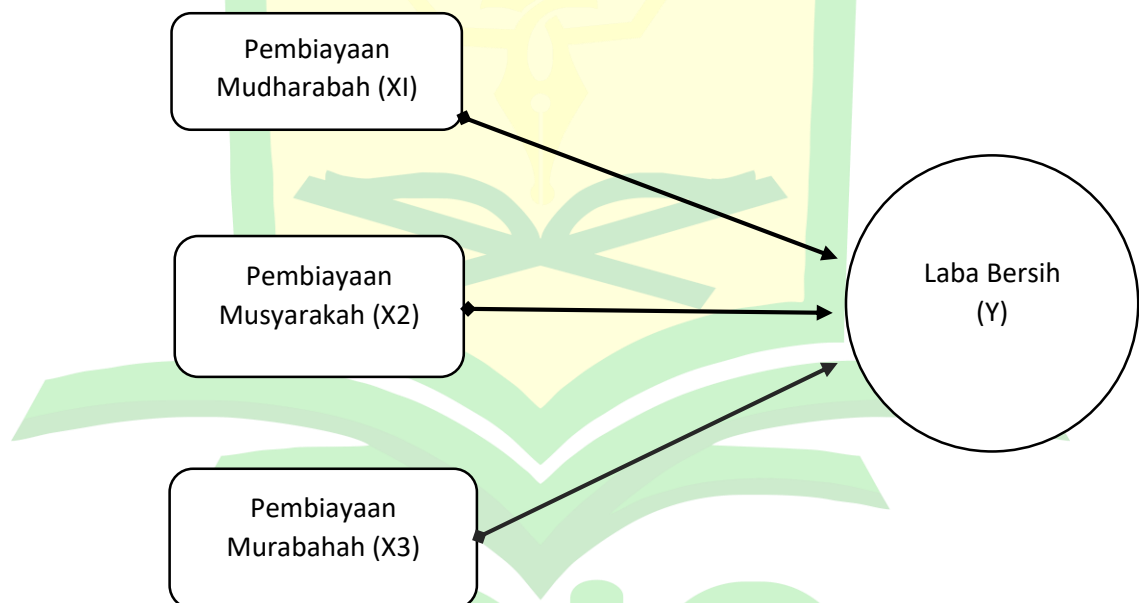 Pembiayaan
Mudharabah (XI)
Pembiayaan
Musyarakah (X2)
Laba Bersih
(Y)
Pembiayaan
Murabahah (X3)